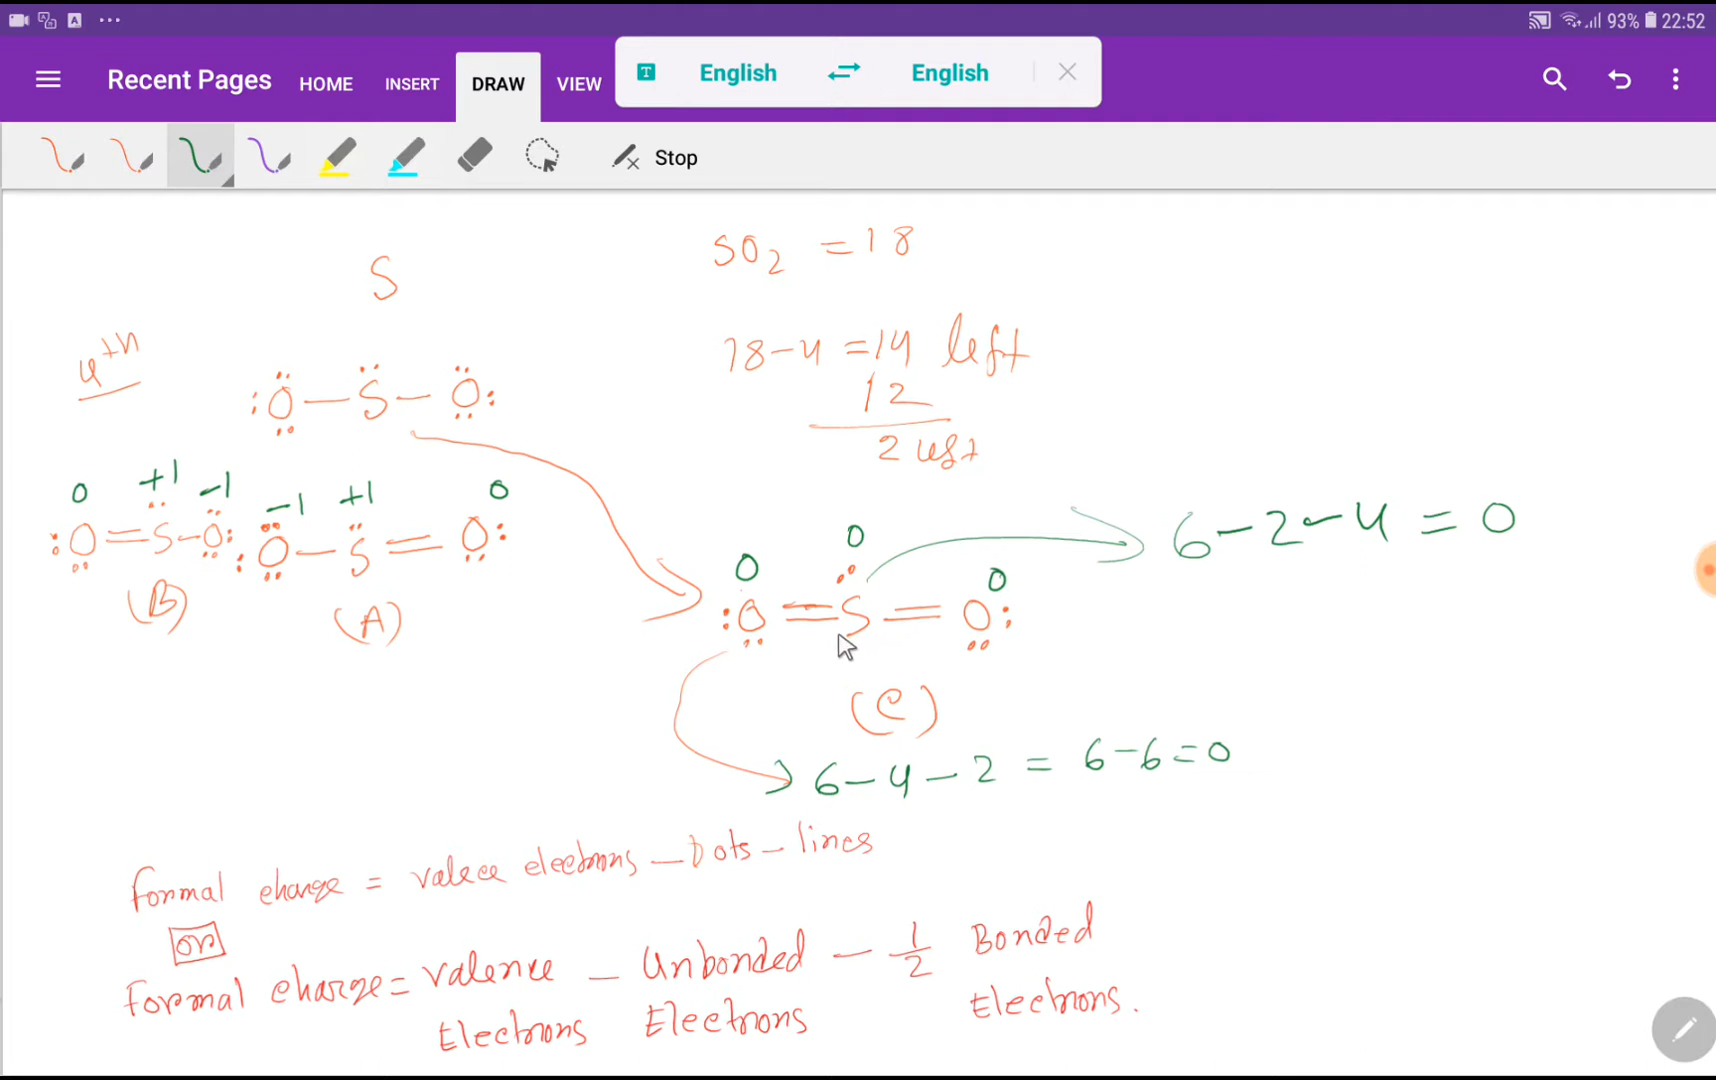 93% 22:52
Recent Pages HOME INSERT DRAW VIEW
English English
Stop
SO2 = 18
S
4th
18-4 =14 left
:Ö — S̈ — Ö:
12
2 left
0 +1 -1
-1 +1 0
:O=S-O:
:O—S=O:
(B)
(A)
6-2-4 = 0
0 0 0
:O=S=O:
(C)
6-4-2 = 6-6=0
Formal charge = valece electrons - Dots - lines
or
Formal charge = valence Electrons - Unbonded Electrons - 1/2 Bonded Electrons.